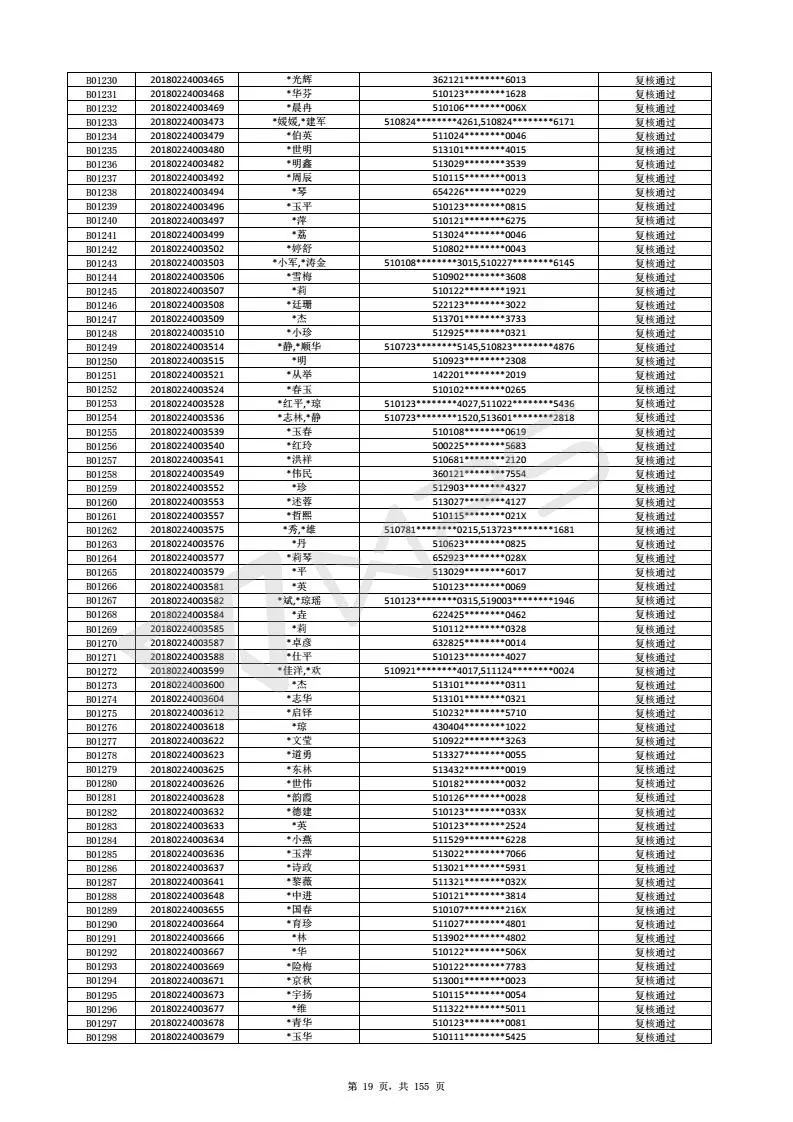 B01230 20180224003465 *光辉 362121********6013 复核通过
B01231 20180224003468 *华芬 510123********1628 复核通过
B01232 20180224003469 *晨冉 510106********006X 复核通过
B01233 20180224003473 *媛媛,*建军 510824********4261,510824********6171 复核通过
B01234 20180224003479 *伯英 511024********0046 复核通过
B01235 20180224003480 *世明 513101********4015 复核通过
B01236 20180224003482 *明鑫 513029********3539 复核通过
B01237 20180224003492 *周辰 510115********0013 复核通过
B01238 20180224003494 *琴 654226********0229 复核通过
B01239 20180224003496 *玉平 510123********0815 复核通过
B01240 20180224003497 *萍 510121********6275 复核通过
B01241 20180224003499 *荔 513024********0046 复核通过
B01242 20180224003502 *婷舒 510802********0043 复核通过
B01243 20180224003503 *小军,*涛金 510108********3015,510227********6145 复核通过
B01244 20180224003506 *雪梅 510902********3608 复核通过
B01245 20180224003507 *莉 510122********1921 复核通过
B01246 20180224003508 *廷珊 522123********3022 复核通过
B01247 20180224003509 *杰 513701********3733 复核通过
B01248 20180224003510 *小珍 512925********0321 复核通过
B01249 20180224003514 *静,*顺华 510723********5145,510823********4876 复核通过
B01250 20180224003515 *明 510923********2308 复核通过
B01251 20180224003521 *从举 142201********2019 复核通过
B01252 20180224003524 *春玉 510102********0265 复核通过
B01253 20180224003528 *红平,*琼 510123********4027,511022********5436 复核通过
B01254 20180224003536 *志林,*静 510723********1520,513601********2818 复核通过
B01255 20180224003539 *玉春 510108********0619 复核通过
B01256 20180224003540 *红玲 500225********5683 复核通过
B01257 20180224003541 *洪祥 510681********2120 复核通过
B01258 20180224003549 *伟民 360121********7554 复核通过
B01259 20180224003552 *珍 512903********4327 复核通过
B01260 20180224003553 *述蓉 513027********4127 复核通过
B01261 20180224003557 *哲熙 510115********021X 复核通过
B01262 20180224003575 *秀,*雄 510781********0215,513723********1681 复核通过
B01263 20180224003576 *丹 510623********0825 复核通过
B01264 20180224003577 *莉琴 652923********028X 复核通过
B01265 20180224003579 *平 513029********6017 复核通过
B01266 20180224003581 *英 510123********0069 复核通过
B01267 20180224003582 *斌,*琼瑶 510123********0315,519003********1946 复核通过
B01268 20180224003584 *垚 622425********0462 复核通过
B01269 20180224003585 *莉 510112********0328 复核通过
B01270 20180224003587 *卓彦 632825********0014 复核通过
B01271 20180224003588 *仕平 510123********4027 复核通过
B01272 20180224003599 *佳洋,*欢 510921********4017,511124********0024 复核通过
B01273 20180224003600 *杰 513101********0311 复核通过
B01274 20180224003604 *志华 513101********0321 复核通过
B01275 20180224003612 *启铎 510232********5710 复核通过
B01276 20180224003618 *琼 430404********1022 复核通过
B01277 20180224003622 *文莹 510922********3263 复核通过
B01278 20180224003623 *道勇 513327********0055 复核通过
B01279 20180224003625 *东林 513432********0019 复核通过
B01280 20180224003626 *世伟 510182********0032 复核通过
B01281 20180224003628 *韵霞 510126********0028 复核通过
B01282 20180224003632 *德建 510123********033X 复核通过
B01283 20180224003633 *英 510123********2524 复核通过
B01284 20180224003634 *小燕 511529********6228 复核通过
B01285 20180224003636 *玉萍 513022********7066 复核通过
B01286 20180224003637 *诗政 513021********5931 复核通过
B01287 20180224003641 *黎薇 511321********032X 复核通过
B01288 20180224003648 *中进 510121********3814 复核通过
B01289 20180224003655 *国春 510107********216X 复核通过
B01290 20180224003664 *育珍 511027********4801 复核通过
B01291 20180224003666 *林 513902********4802 复核通过
B01292 20180224003667 *华 510122********506X 复核通过
B01293 20180224003669 *险梅 510122********7783 复核通过
B01294 20180224003671 *京秋 513001********0023 复核通过
B01295 20180224003673 *宇扬 510115********0054 复核通过
B01296 20180224003677 *维 511322********5011 复核通过
B01297 20180224003678 *青华 510123********0081 复核通过
B01298 20180224003679 *玉华 510111********5425 复核通过
第 19 页，共 155 页